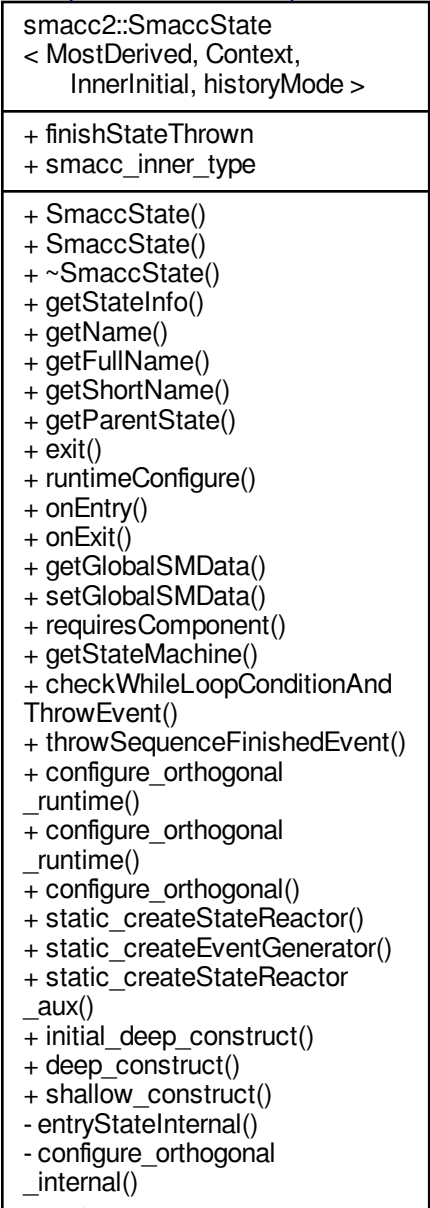 smacc2::SmaccState
< MostDerived, Context,
InnerInitial, historyMode >
+ finishStateThrown
+ smacc_inner_type
+ SmaccState()
+ SmaccState()
+ ~SmaccState()
+ getStateInfo()
+ getName()
+ getFullName()
+ getShortName()
+ getParentState()
+ exit()
+ runtimeConfigure()
+ onEntry()
+ onExit()
+ getGlobalSMData()
+ setGlobalSMData()
+ requiresComponent()
+ getStateMachine()
+ checkWhileLoopConditionAnd
ThrowEvent()
+ throwSequenceFinishedEvent()
+ configure_orthogonal
_runtime()
+ configure_orthogonal
_runtime()
+ configure_orthogonal()
+ static_createStateReactor()
+ static_createEventGenerator()
+ static_createStateReactor
_aux()
+ initial_deep_construct()
+ deep_construct()
+ shallow_construct()
- entryStateInternal()
- configure_orthogonal
_internal()